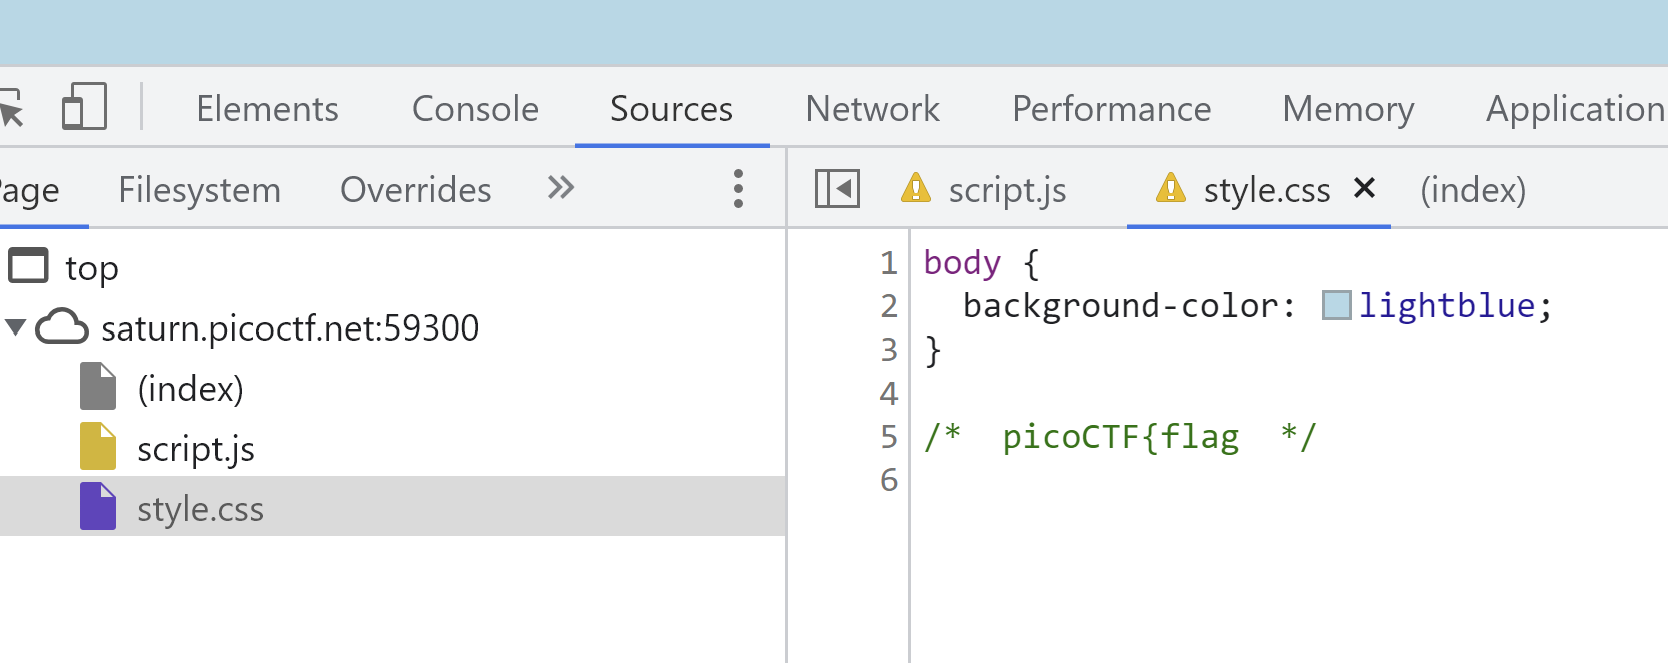 Elements Console Sources Network Performance Memory Application
Page Filesystem Overrides
script.js style.css (index)
top
saturn.picoctf.net:59300
(index)
script.js
style.css
1 body {
2 background-color: lightblue;
3 }
4
5 /* picoCTF{flag */
6